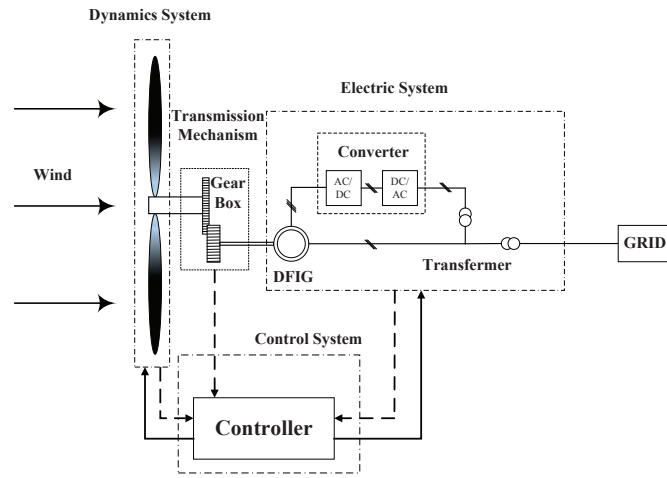 Dynamics System
Electric System
Transmission
Mechanism
Converter
Wind
Gear
Box
AC/
DC
DC/
AC
GRID
DFIG
Transfermer
Control System
Controller